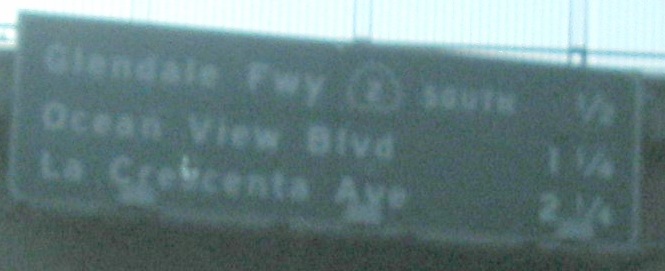 Glendale Fwy 2 SOUTH 1/2
Ocean View Blvd 1 1/4
La Crescenta Ave 2 1/4